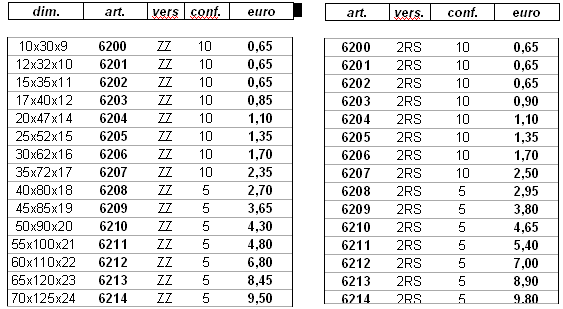 dim. art. vers conf. euro
10x30x9 6200 ZZ 10 0,65
12x32x10 6201 ZZ 10 0,65
15x35x11 6202 ZZ 10 0,65
17x40x12 6203 ZZ 10 0,85
20x47x14 6204 ZZ 10 1,10
25x52x15 6205 ZZ 10 1,35
30x62x16 6206 ZZ 10 1,70
35x72x17 6207 ZZ 10 2,35
40x80x18 6208 ZZ 5 2,70
45x85x19 6209 ZZ 5 3,65
50x90x20 6210 ZZ 5 4,30
55x100x21 6211 ZZ 5 4,80
60x110x22 6212 ZZ 5 6,80
65x120x23 6213 ZZ 5 8,45
70x125x24 6214 ZZ 5 9,50
art. vers. conf. euro
6200 2RS 10 0,65
6201 2RS 10 0,65
6202 2RS 10 0,65
6203 2RS 10 0,90
6204 2RS 10 1,10
6205 2RS 10 1,35
6206 2RS 10 1,70
6207 2RS 10 2,50
6208 2RS 5 2,95
6209 2RS 5 3,80
6210 2RS 5 4,65
6211 2RS 5 5,40
6212 2RS 5 7,00
6213 2RS 5 8,90
6214 2RS 5 9,80